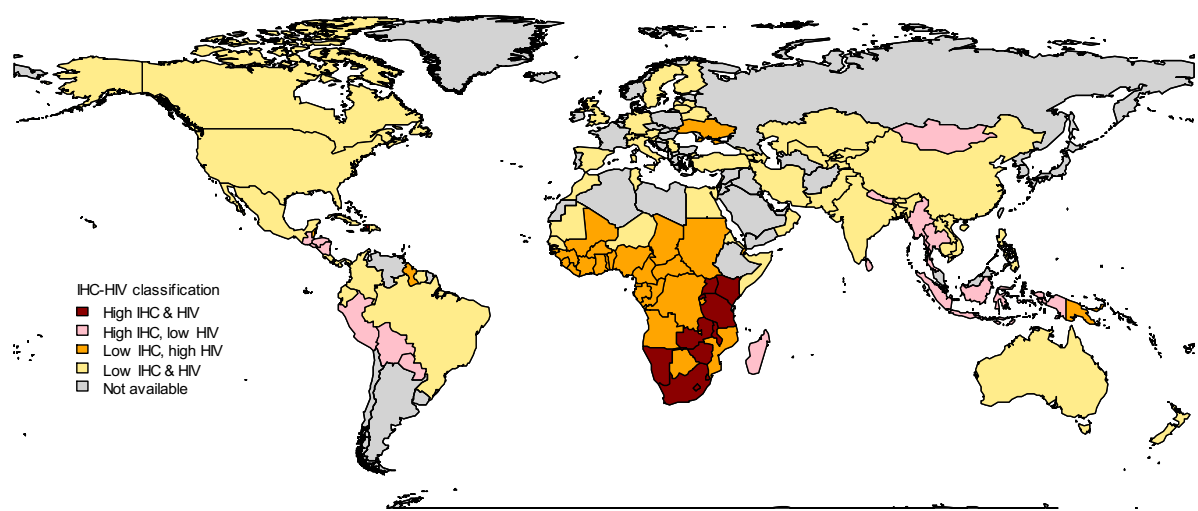 IHC-HIV classification
High IHC & HIV
High IHC, low HIV
Low IHC, high HIV
Low IHC & HIV
Not available